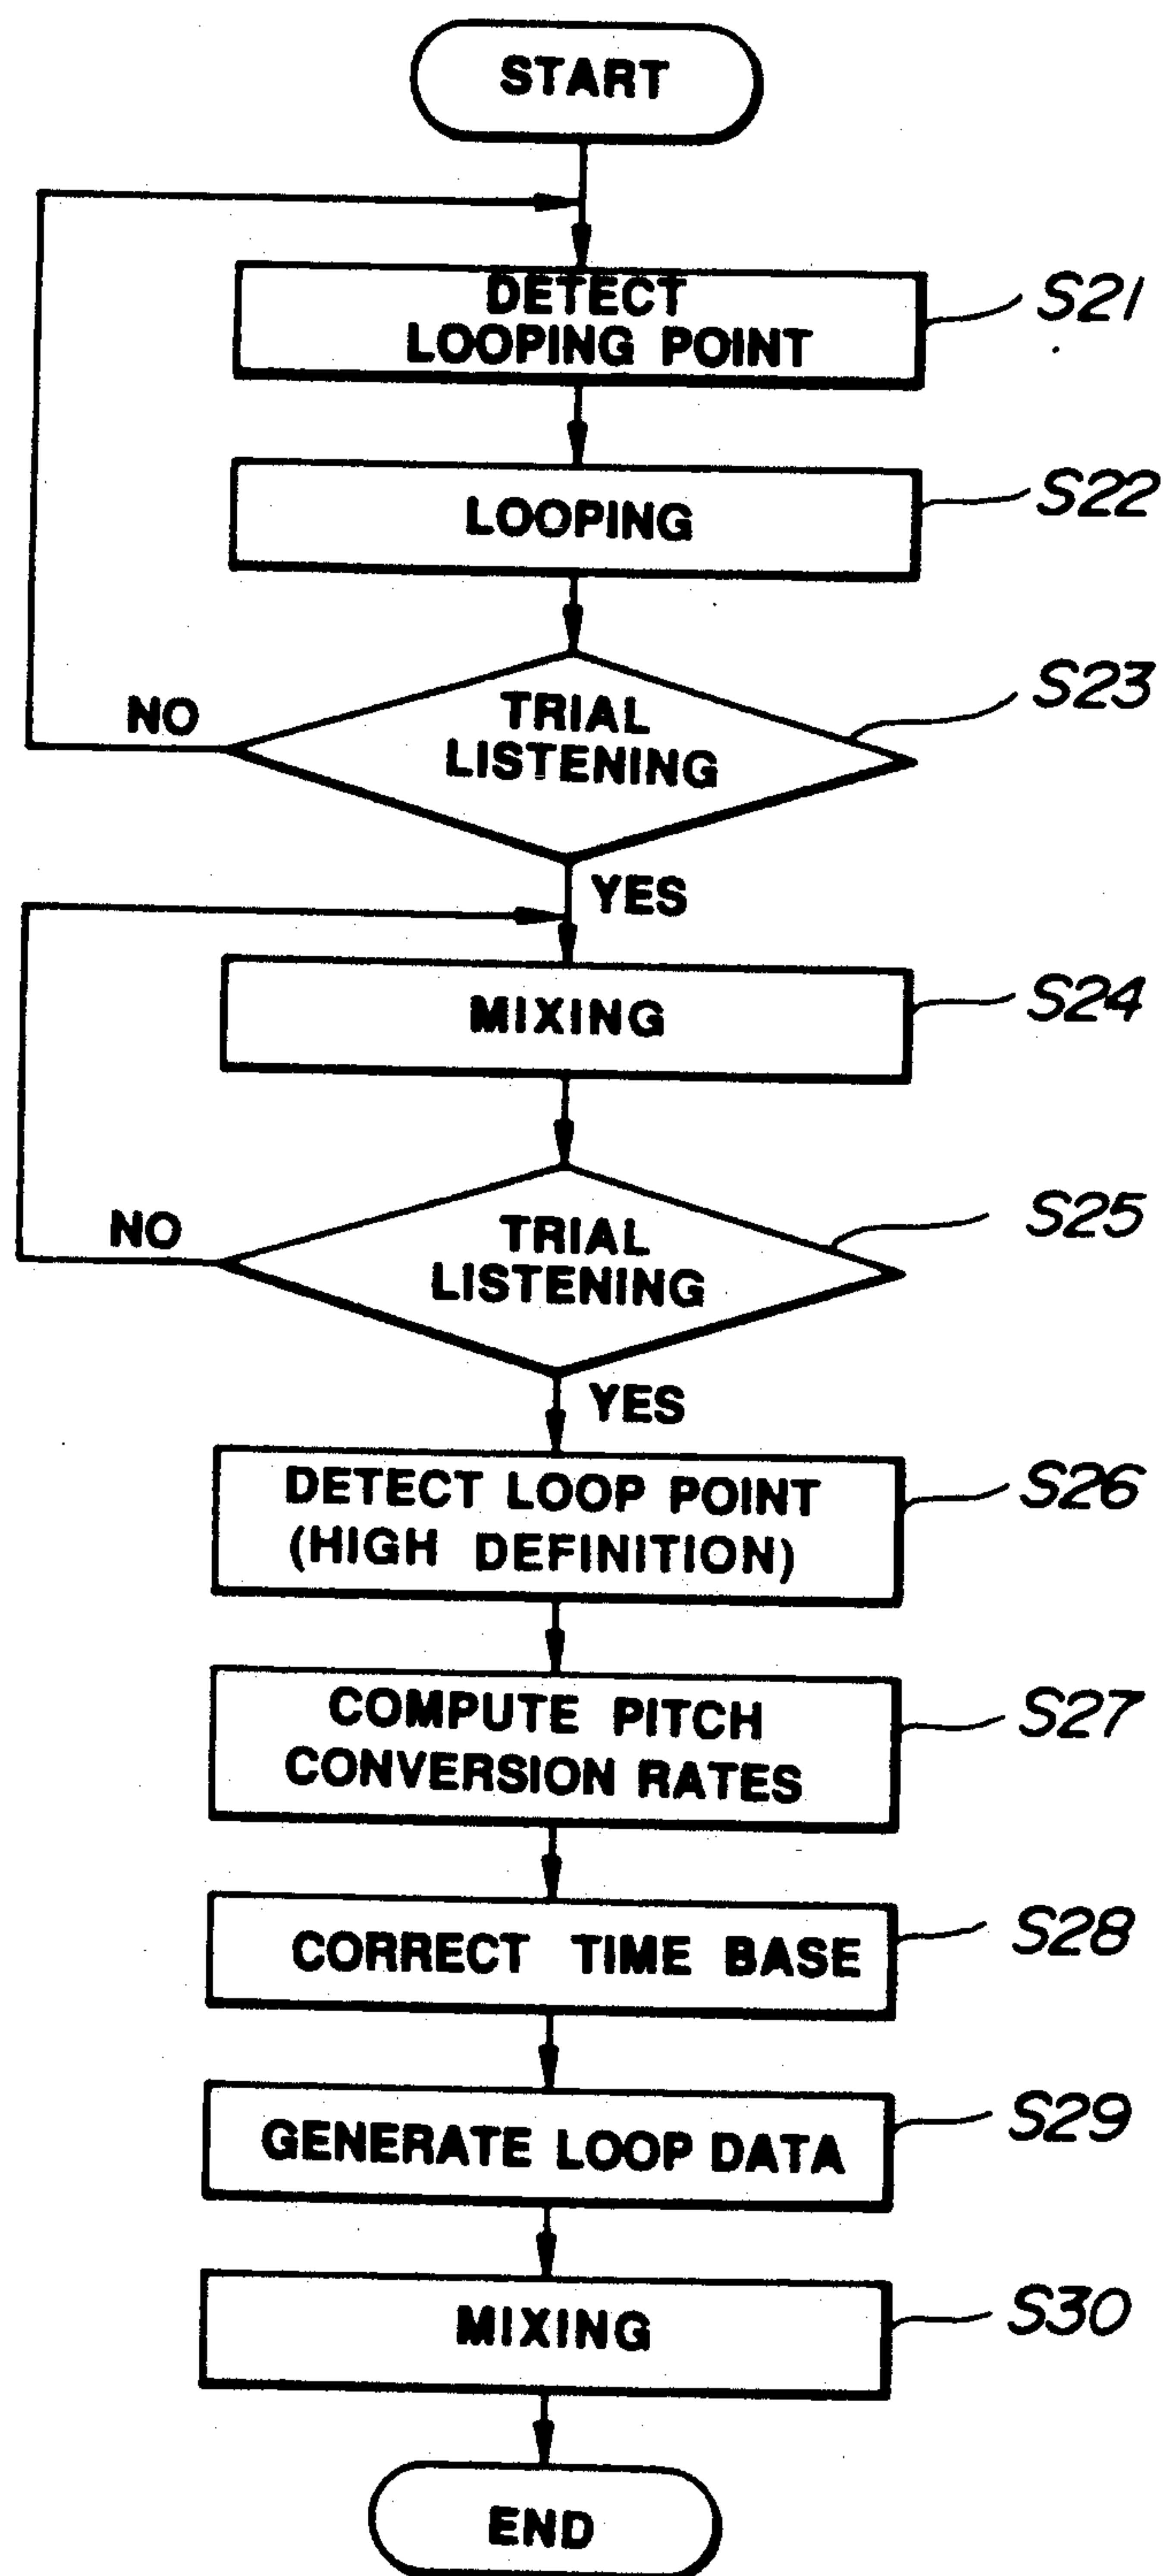 START
DETECT
LOOPING POINT
S21
LOOPING
S22
TRIAL
LISTENING
S23
NO
YES
MIXING
S24
TRIAL
LISTENING
S25
NO
YES
DETECT LOOP POINT
(HIGH DEFINITION)
S26
COMPUTE PITCH
CONVERSION RATES
S27
CORRECT TIME BASE
S28
GENERATE LOOP DATA
S29
MIXING
S30
END